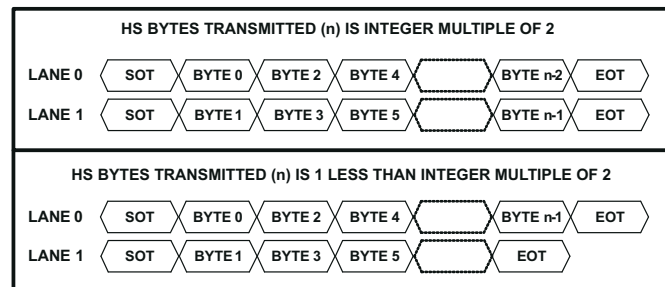 HS BYTES TRANSMITTED (n) IS INTEGER MULTIPLE OF 2
LANE 0 SOT BYTE 0 BYTE 2 BYTE 4 BYTE n-2 EOT
LANE 1 SOT BYTE 1 BYTE 3 BYTE 5 BYTE n-1 EOT
HS BYTES TRANSMITTED (n) IS 1 LESS THAN INTEGER MULTIPLE OF 2
LANE 0 SOT BYTE 0 BYTE 2 BYTE 4 BYTE n-1 EOT
LANE 1 SOT BYTE 1 BYTE 3 BYTE 5 EOT